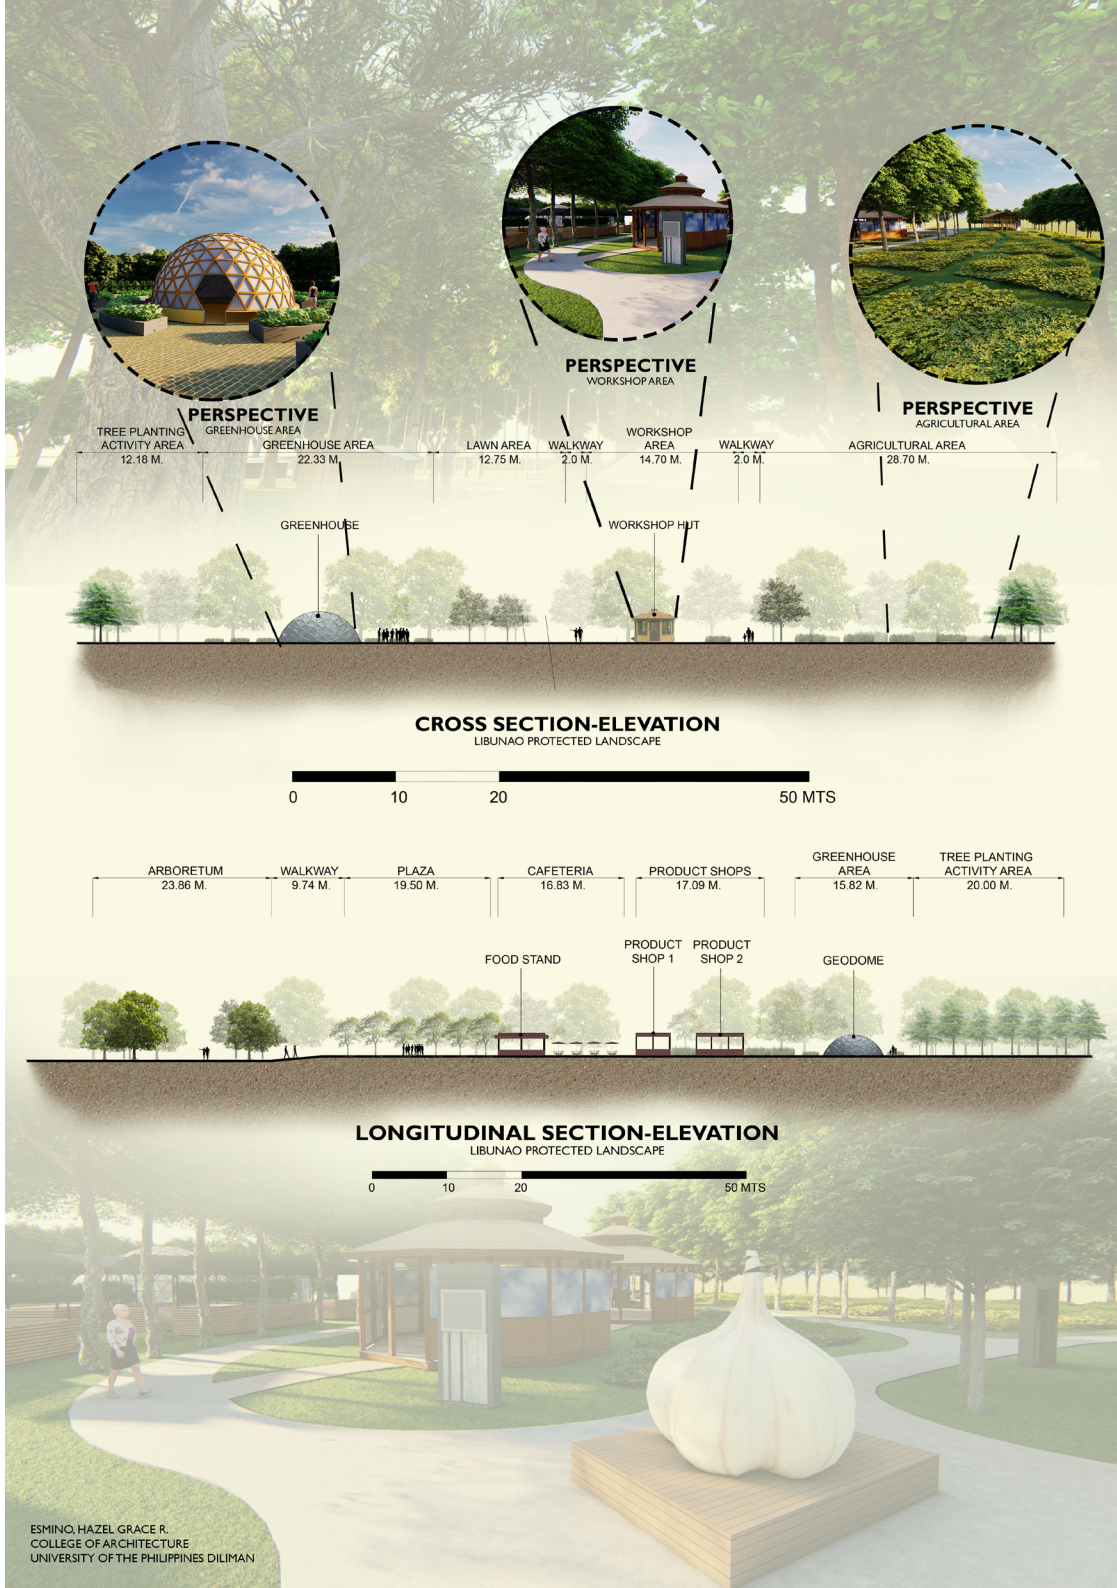 PERSPECTIVE
WORKSHOP AREA
PERSPECTIVE
GREENHOUSE AREA
PERSPECTIVE
AGRICULTURAL AREA
TREE PLANTING
ACTIVITY AREA
12.18 M.
GREENHOUSE AREA
22.33 M.
LAWN AREA
12.75 M.
WALKWAY
2.0 M.
WORKSHOP
AREA
14.70 M.
WALKWAY
2.0 M.
AGRICULTURAL AREA
28.70 M.
GREENHOUSE
WORKSHOP HUT
CROSS SECTION-ELEVATION
LIBUNAO PROTECTED LANDSCAPE
0 10 20 50 MTS
ARBORETUM
23.86 M.
WALKWAY
9.74 M.
PLAZA
19.50 M.
CAFETERIA
16.83 M.
PRODUCT SHOPS
17.09 M.
GREENHOUSE
AREA
15.82 M.
TREE PLANTING
ACTIVITY AREA
20.00 M.
FOOD STAND
PRODUCT
SHOP 1
PRODUCT
SHOP 2
GEODOME
LONGITUDINAL SECTION-ELEVATION
LIBUNAO PROTECTED LANDSCAPE
0 10 20 50 MTS
ESMINO, HAZEL GRACE R.
COLLEGE OF ARCHITECTURE
UNIVERSITY OF THE PHILIPPINES DILIMAN